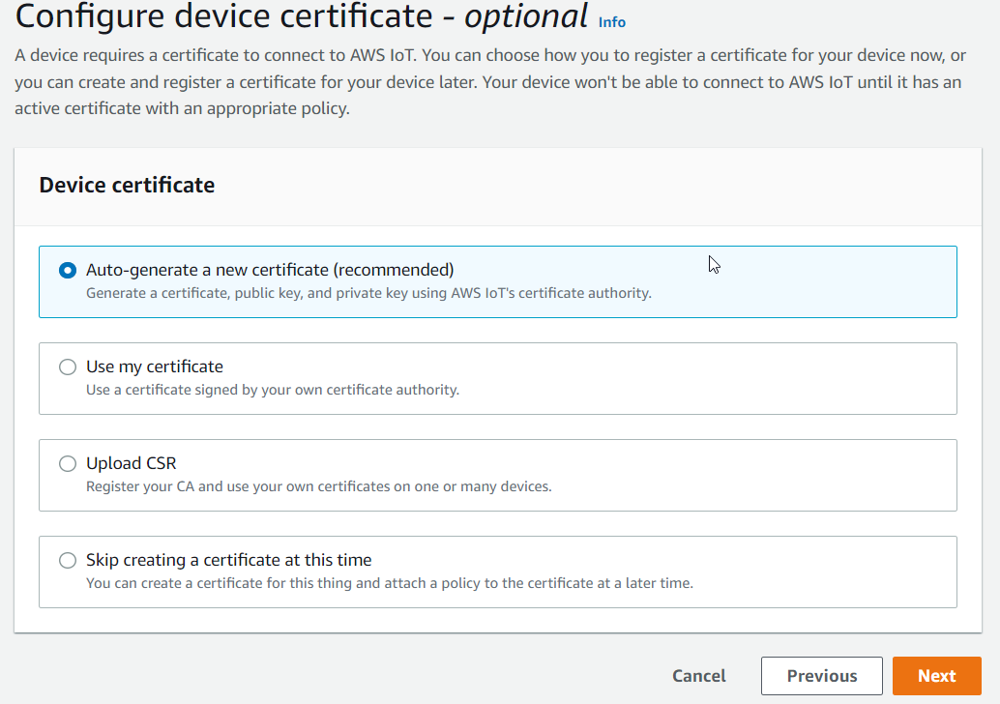 Configure device certificate - optional Info
A device requires a certificate to connect to AWS IoT. You can choose how you to register a certificate for your device now, or
you can create and register a certificate for your device later. Your device won't be able to connect to AWS IoT until it has an
active certificate with an appropriate policy.
Device certificate
Auto-generate a new certificate (recommended)
Generate a certificate, public key, and private key using AWS IoT's certificate authority.
Use my certificate
Use a certificate signed by your own certificate authority.
Upload CSR
Register your CA and use your own certificates on one or many devices.
Skip creating a certificate at this time
You can create a certificate for this thing and attach a policy to the certificate at a later time.
Cancel Previous Next